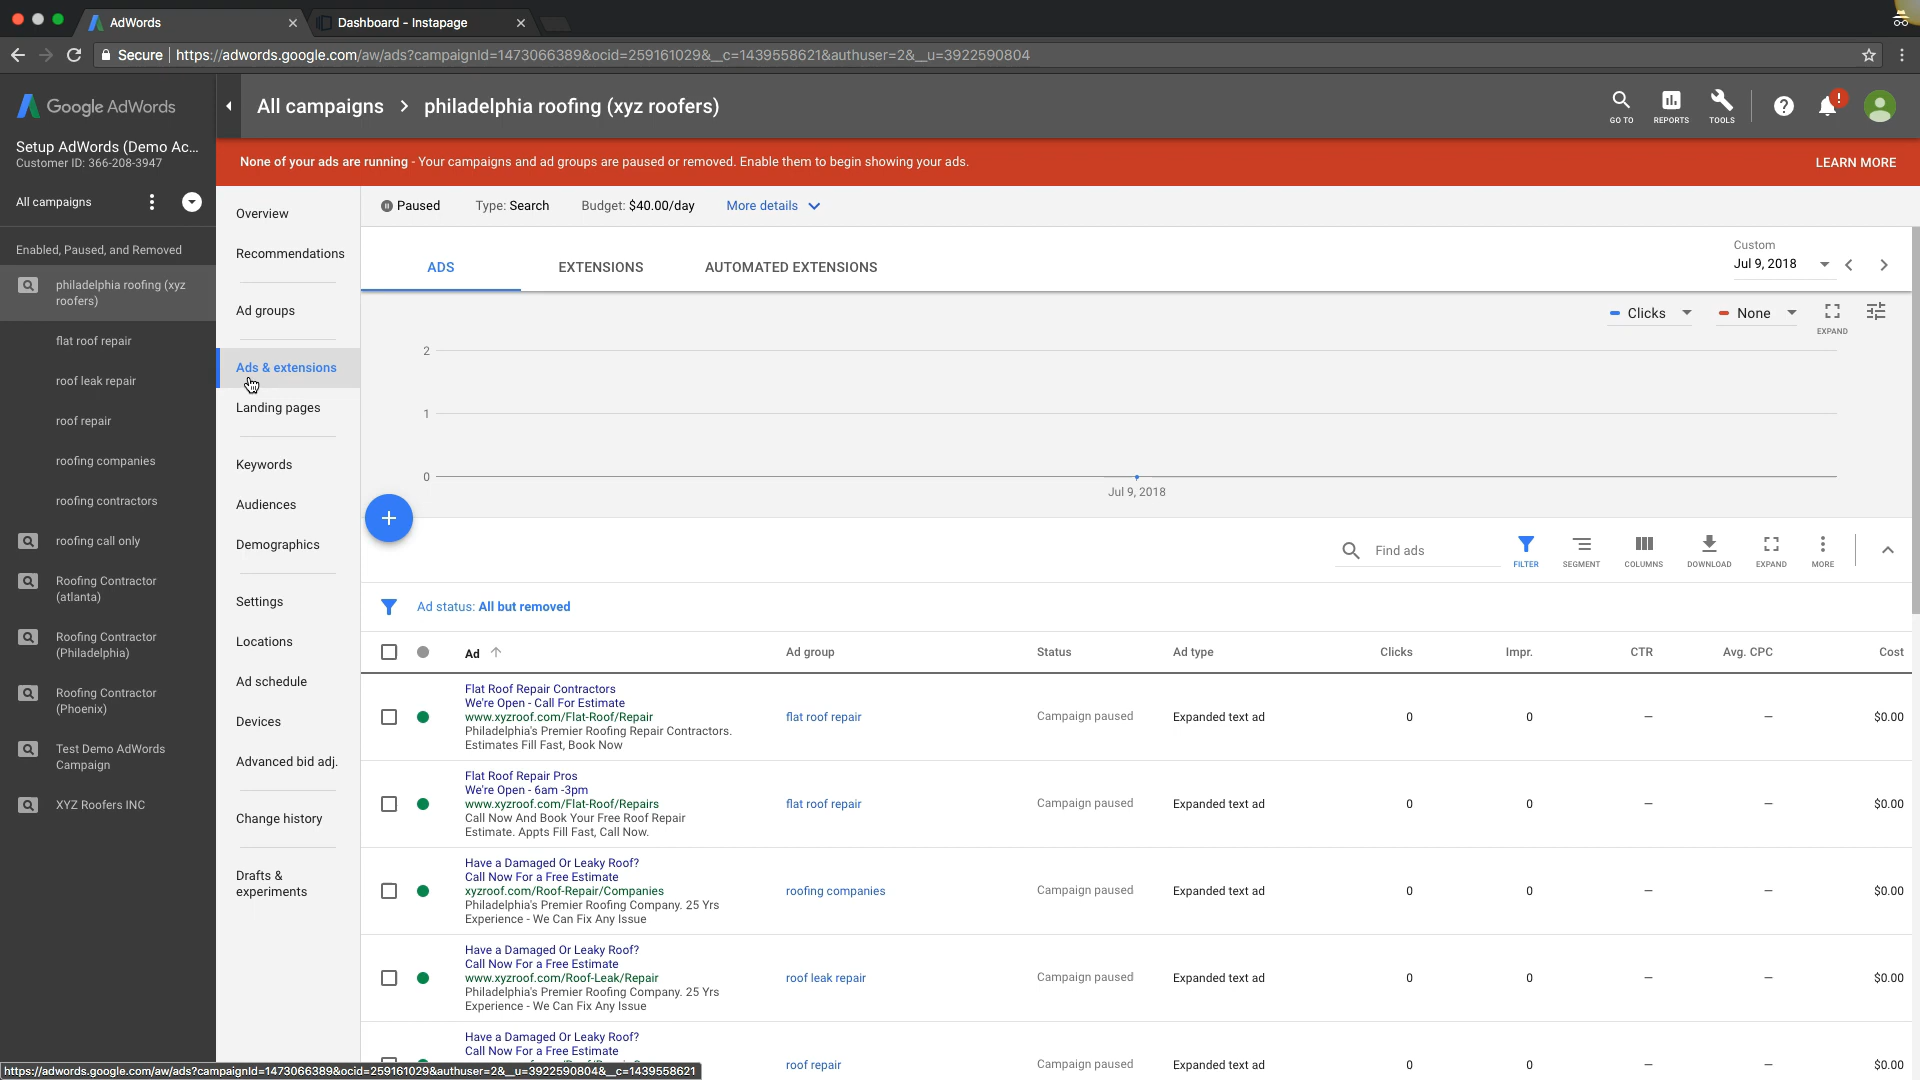 AdWords
Dashboard - Instapage
Secure
https://adwords.google.com/aw/ads?campaignId=1473066389&ocid=259161029&__c=1439558621&authuser=2&__u=3922590804
Google AdWords
All campaigns > philadelphia roofing (xyz roofers)
GO TO
REPORTS
TOOLS
?
!
Setup AdWords (Demo Ac...
Customer ID: 366-208-3947
None of your ads are running - Your campaigns and ad groups are paused or removed. Enable them to begin showing your ads.
LEARN MORE
All campaigns
Enabled, Paused, and Removed
philadelphia roofing (xyz
roofers)
flat roof repair
roof leak repair
roof repair
roofing companies
roofing contractors
roofing call only
Roofing Contractor
(atlanta)
Roofing Contractor
(Philadelphia)
Roofing Contractor
(Phoenix)
Test Demo AdWords
Campaign
XYZ Roofers INC
Overview
Recommendations
Ad groups
Ads & extensions
Landing pages
Keywords
Audiences
Demographics
Settings
Locations
Ad schedule
Devices
Advanced bid adj.
Change history
Drafts &
experiments
Paused
Type: Search
Budget: $40.00/day
More details
ADS
EXTENSIONS
AUTOMATED EXTENSIONS
Custom
Jul 9, 2018
Clicks
None
EXPAND
2
1
0
Jul 9, 2018
Find ads
FILTER
SEGMENT
COLUMNS
DOWNLOAD
EXPAND
MORE
Ad status: All but removed
Ad
Ad group
Status
Ad type
Clicks
Impr.
CTR
Avg. CPC
Cost
Flat Roof Repair Contractors
We're Open - Call For Estimate
www.xyzroof.com/Flat-Roof/Repair
Philadelphia's Premier Roofing Repair Contractors.
Estimates Fill Fast, Book Now
flat roof repair
Campaign paused
Expanded text ad
0
0
–
–
$0.00
Flat Roof Repair Pros
We're Open - 6am -3pm
www.xyzroof.com/Flat-Roof/Repairs
Call Now And Book Your Free Roof Repair
Estimate. Appts Fill Fast, Call Now.
flat roof repair
Campaign paused
Expanded text ad
0
0
–
–
$0.00
Have a Damaged Or Leaky Roof?
Call Now For a Free Estimate
xyzroof.com/Roof-Repair/Companies
Philadelphia's Premier Roofing Company. 25 Yrs
Experience - We Can Fix Any Issue
roofing companies
Campaign paused
Expanded text ad
0
0
–
–
$0.00
Have a Damaged Or Leaky Roof?
Call Now For a Free Estimate
www.xyzroof.com/Roof-Leak/Repair
Philadelphia's Premier Roofing Company. 25 Yrs
Experience - We Can Fix Any Issue
roof leak repair
Campaign paused
Expanded text ad
0
0
–
–
$0.00
Have a Damaged Or Leaky Roof?
Call Now For a Free Estimate
roof repair
Campaign paused
Expanded text ad
0
0
–
–
$0.00
https://adwords.google.com/aw/ads?campaignId=1473066389&ocid=259161029&authuser=2&__u=3922590804&__c=1439558621